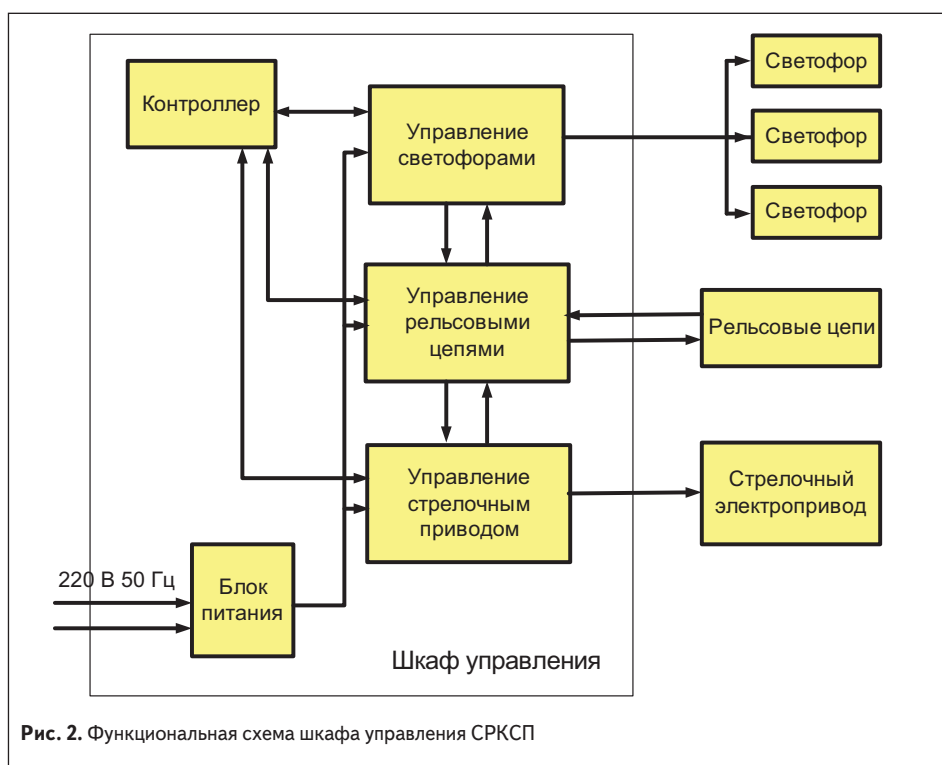 Контроллер
Управление
светофорами
Светофор
Светофор
Светофор
Управление
рельсовыми
цепями
Рельсовые цепи
Управление
стрелочным
приводом
Стрелочный
электропривод
220 В 50 Гц
Блок
питания
Шкаф управления
Рис. 2. Функциональная схема шкафа управления СРКСП